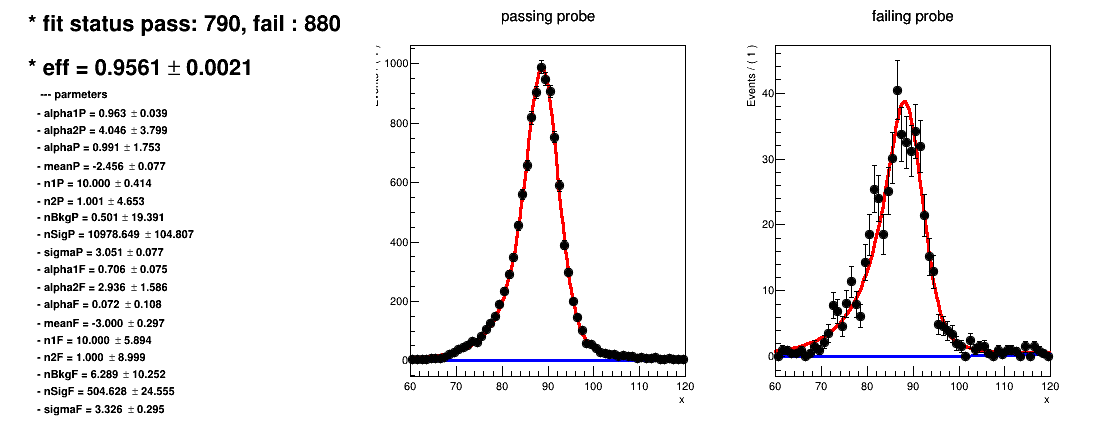 * fit status pass: 790, fail : 880
* eff = 0.9561 ± 0.0021
--- parmeters
- alpha1P = 0.963 ± 0.039
- alpha2P = 4.046 ± 3.799
- alphaP = 0.991 ± 1.753
- meanP = -2.456 ± 0.077
- n1P = 10.000 ± 0.414
- n2P = 1.001 ± 4.653
- nBkgP = 0.501 ± 19.391
- nSigP = 10978.649 ± 104.807
- sigmaP = 3.051 ± 0.077
- alpha1F = 0.706 ± 0.075
- alpha2F = 2.936 ± 1.586
- alphaF = 0.072 ± 0.108
- meanF = -3.000 ± 0.297
- n1F = 10.000 ± 5.894
- n2F = 1.000 ± 8.999
- nBkgF = 6.289 ± 10.252
- nSigF = 504.628 ± 24.555
- sigmaF = 3.326 ± 0.295
passing probe
1000
800
600
400
200
0
60 70 80 90 100 110 120
x
failing probe
Events / ( 1 )
40
30
20
10
0
60 70 80 90 100 110 120
x